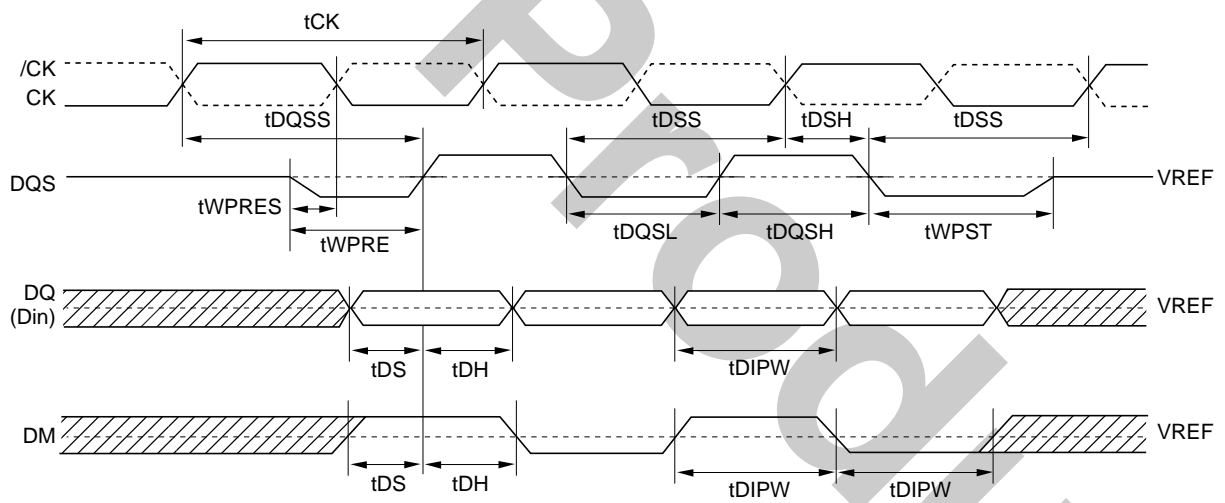 tCK
/CK
CK
tDQSS
tDSS
tDSH
tDSS
DQS
VREF
tWPRES
tDQSL
tDQSH
tWPST
tWPRE
DQ
(Din)
VREF
tDS
tDH
tDIPW
DM
VREF
tDS
tDH
tDIPW
tDIPW
Prod